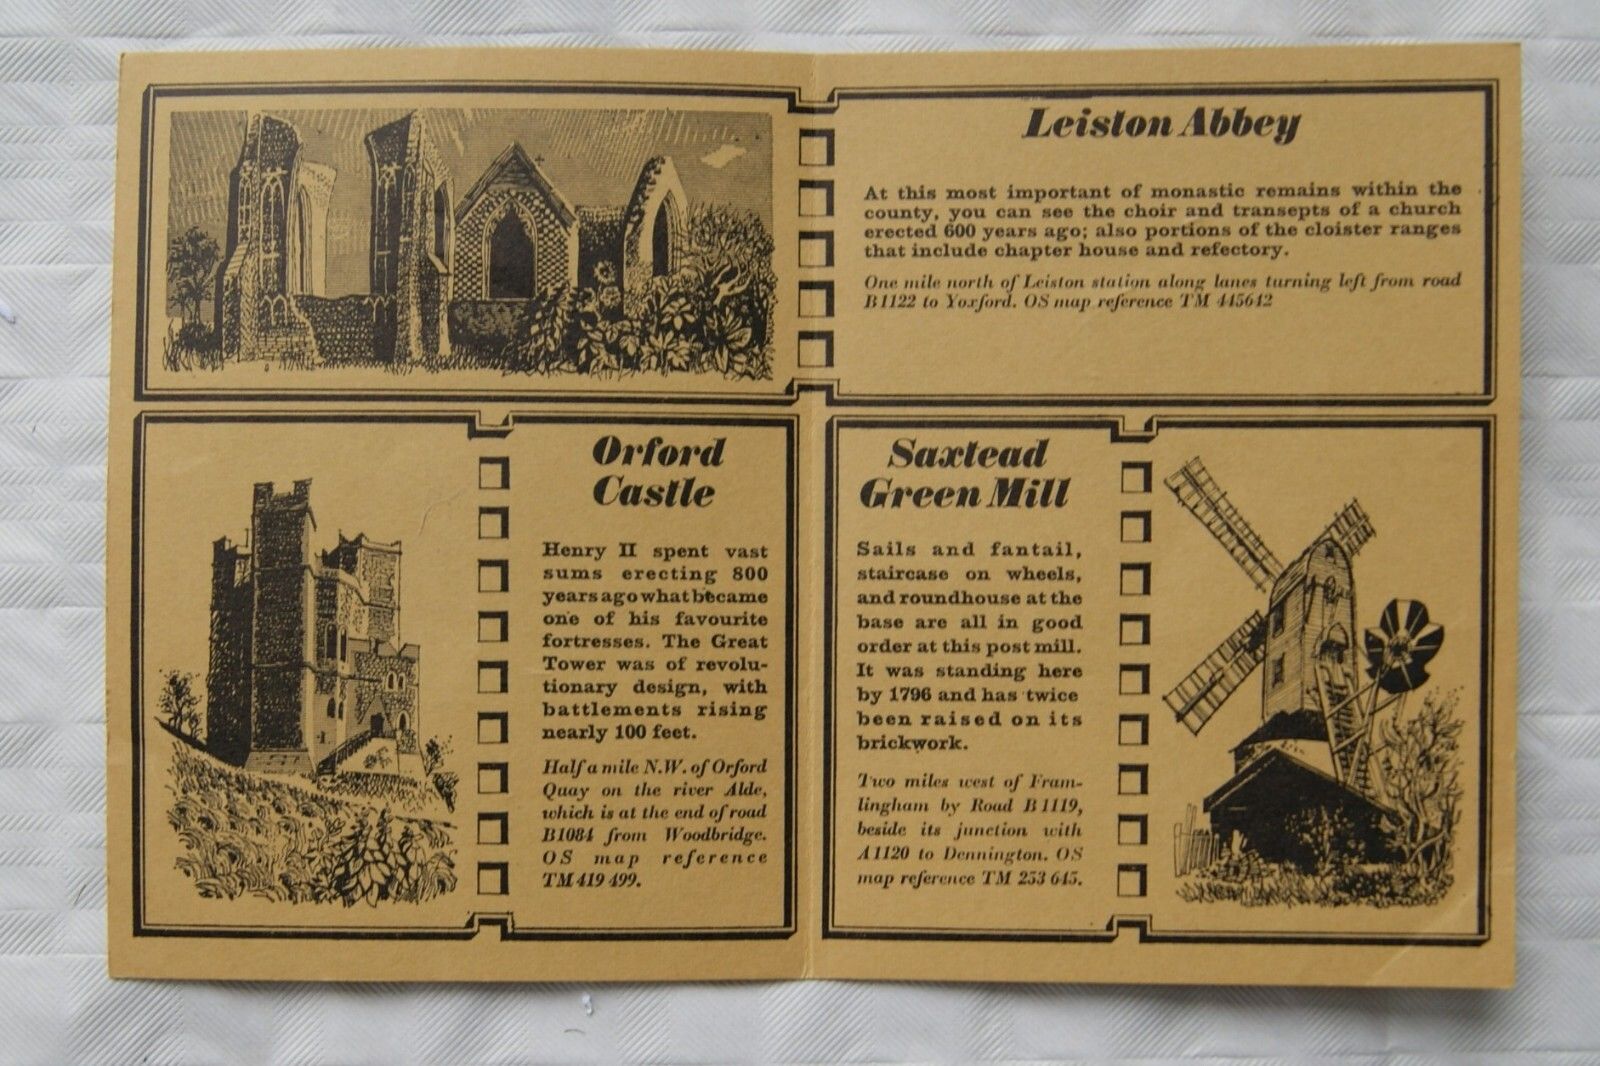 Leiston Abbey
At this most important of monastic remains within the
county, you can see the choir and transepts of a church
erected 600 years ago; also portions of the cloister ranges
that include chapter house and refectory.
One mile north of Leiston station along lanes turning left from road
B1122 to Yoxford. OS map reference TM 445642
Orford
Castle
Henry II spent vast
sums erecting 800
years ago what became
one of his favourite
fortresses. The Great
Tower was of revolu-
tionary design, with
battlements rising
nearly 100 feet.
Half a mile N.W. of Orford
Quay on the river Alde,
which is at the end of road
B1084 from Woodbridge.
OS map reference
TM 419 499.
Saxtead
Green Mill
Sails and fantail,
staircase on wheels,
and roundhouse at the
base are all in good
order at this post mill.
It was standing here
by 1796 and has twice
been raised on its
brickwork.
Two miles west of Fram-
lingham by Road B1119,
beside its junction with
A1120 to Dennington. OS
map reference TM 253 645.